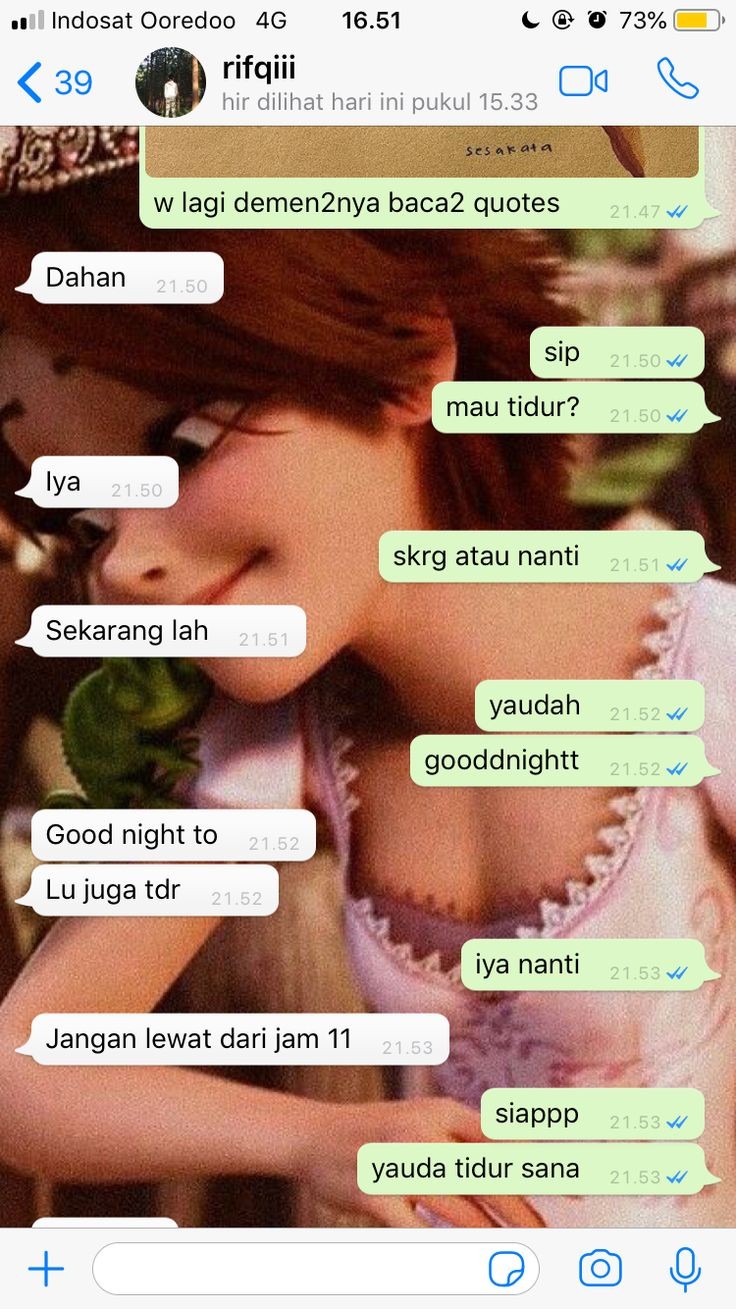 Indosat Ooredoo 4G 16.51 73%
39 rifqiii
hir dilihat hari ini pukul 15.33
sesakata
w lagi demen2nya baca2 quotes 21.47
Dahan 21.50
sip 21.50
mau tidur? 21.50
Iya 21.50
skrg atau nanti 21.51
Sekarang lah 21.51
yaudah 21.52
gooddnightt 21.52
Good night to 21.52
Lu juga tdr 21.52
iya nanti 21.53
Jangan lewat dari jam 11 21.53
siappp 21.53
yauda tidur sana 21.53